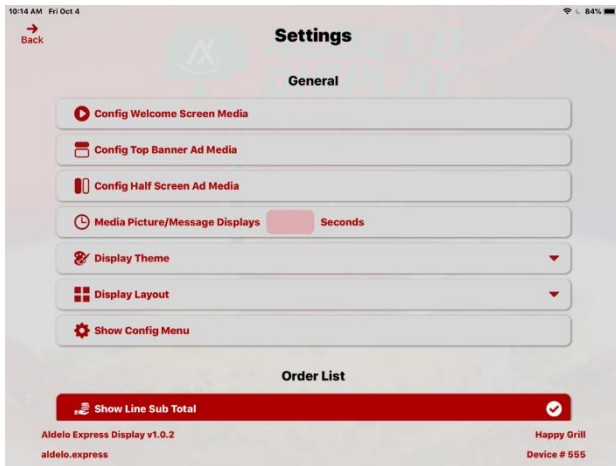 10:14 AM Fri Oct 4
84%
Back
Settings
General
Config Welcome Screen Media
Config Top Banner Ad Media
Config Half Screen Ad Media
Media Picture/Message Displays Seconds
Display Theme
Display Layout
Show Config Menu
Order List
Show Line Sub Total
Aldelo Express Display v1.0.2
Happy Grill
aldelo.express
Device # 555